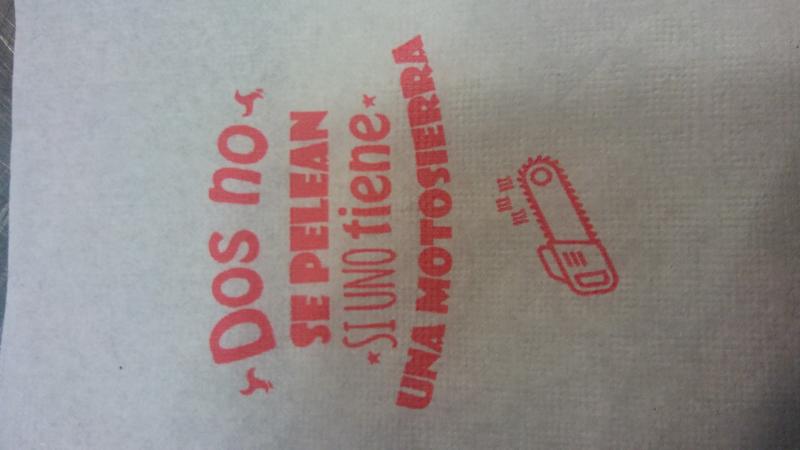 Dos no
SE PELEAN
SI UNO tiene
UNA MOTOSIERRA